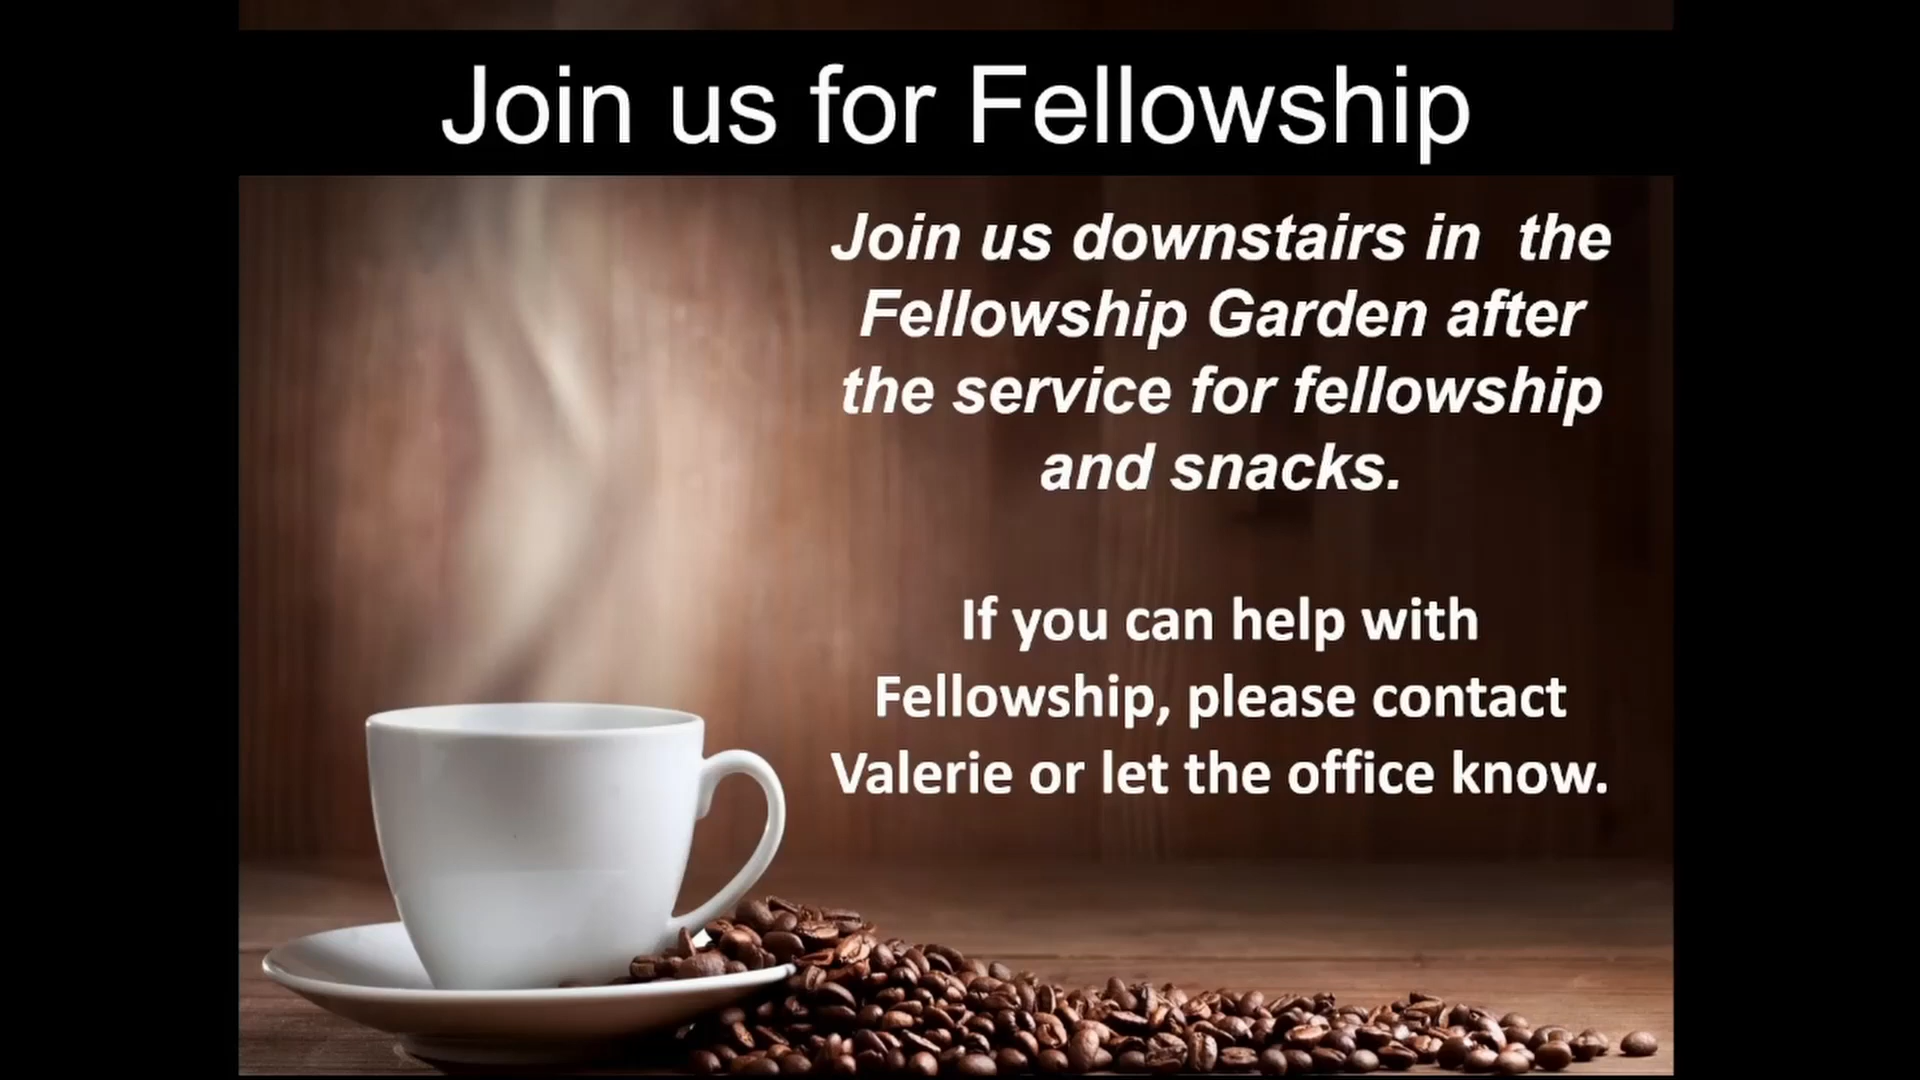 Join us for Fellowship
Join us downstairs in  the
Fellowship Garden after
the service for fellowship
and snacks.
If you can help with
Fellowship, please contact
Valerie or let the office know.